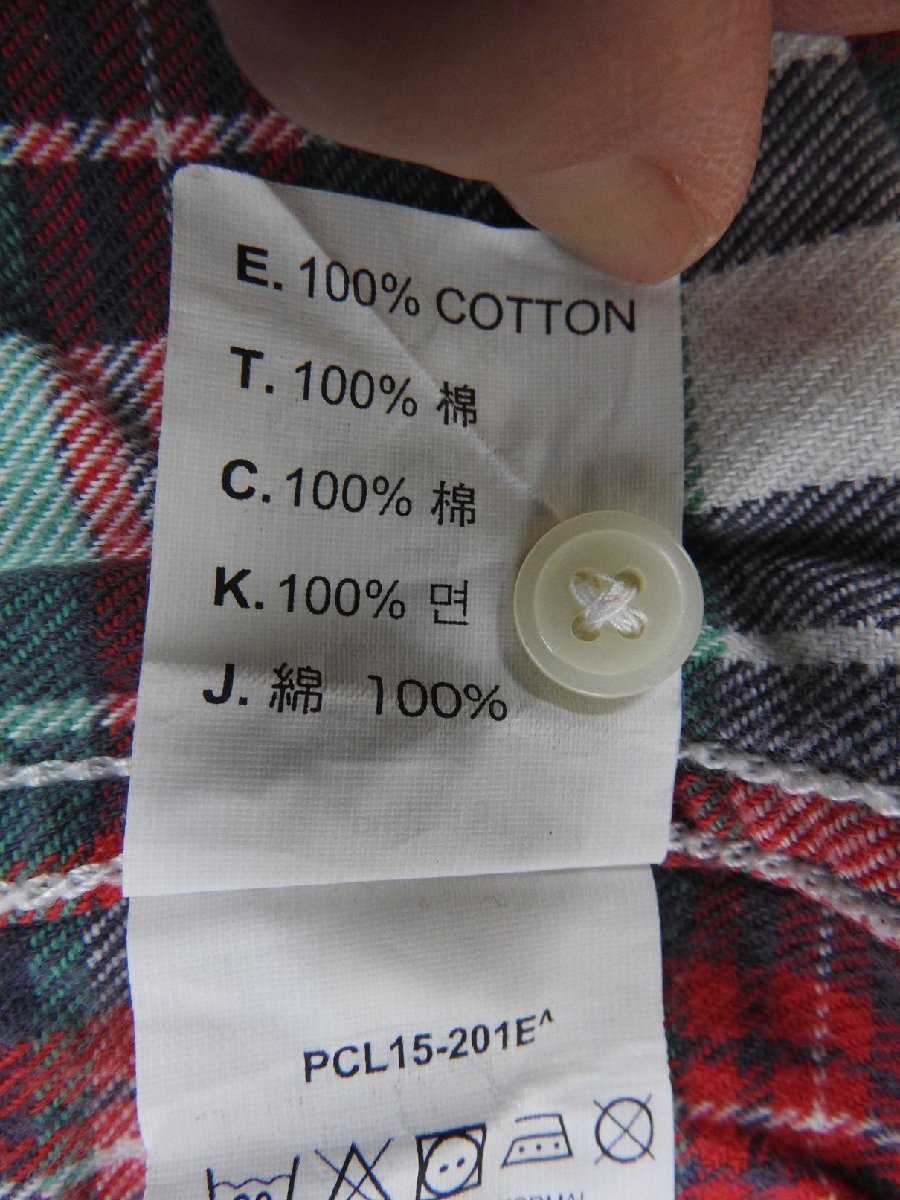 E. 100% COTTON
T. 100% 棉
C. 100% 棉
K. 100% 면
J. 綿 100%
PCL15-201E^